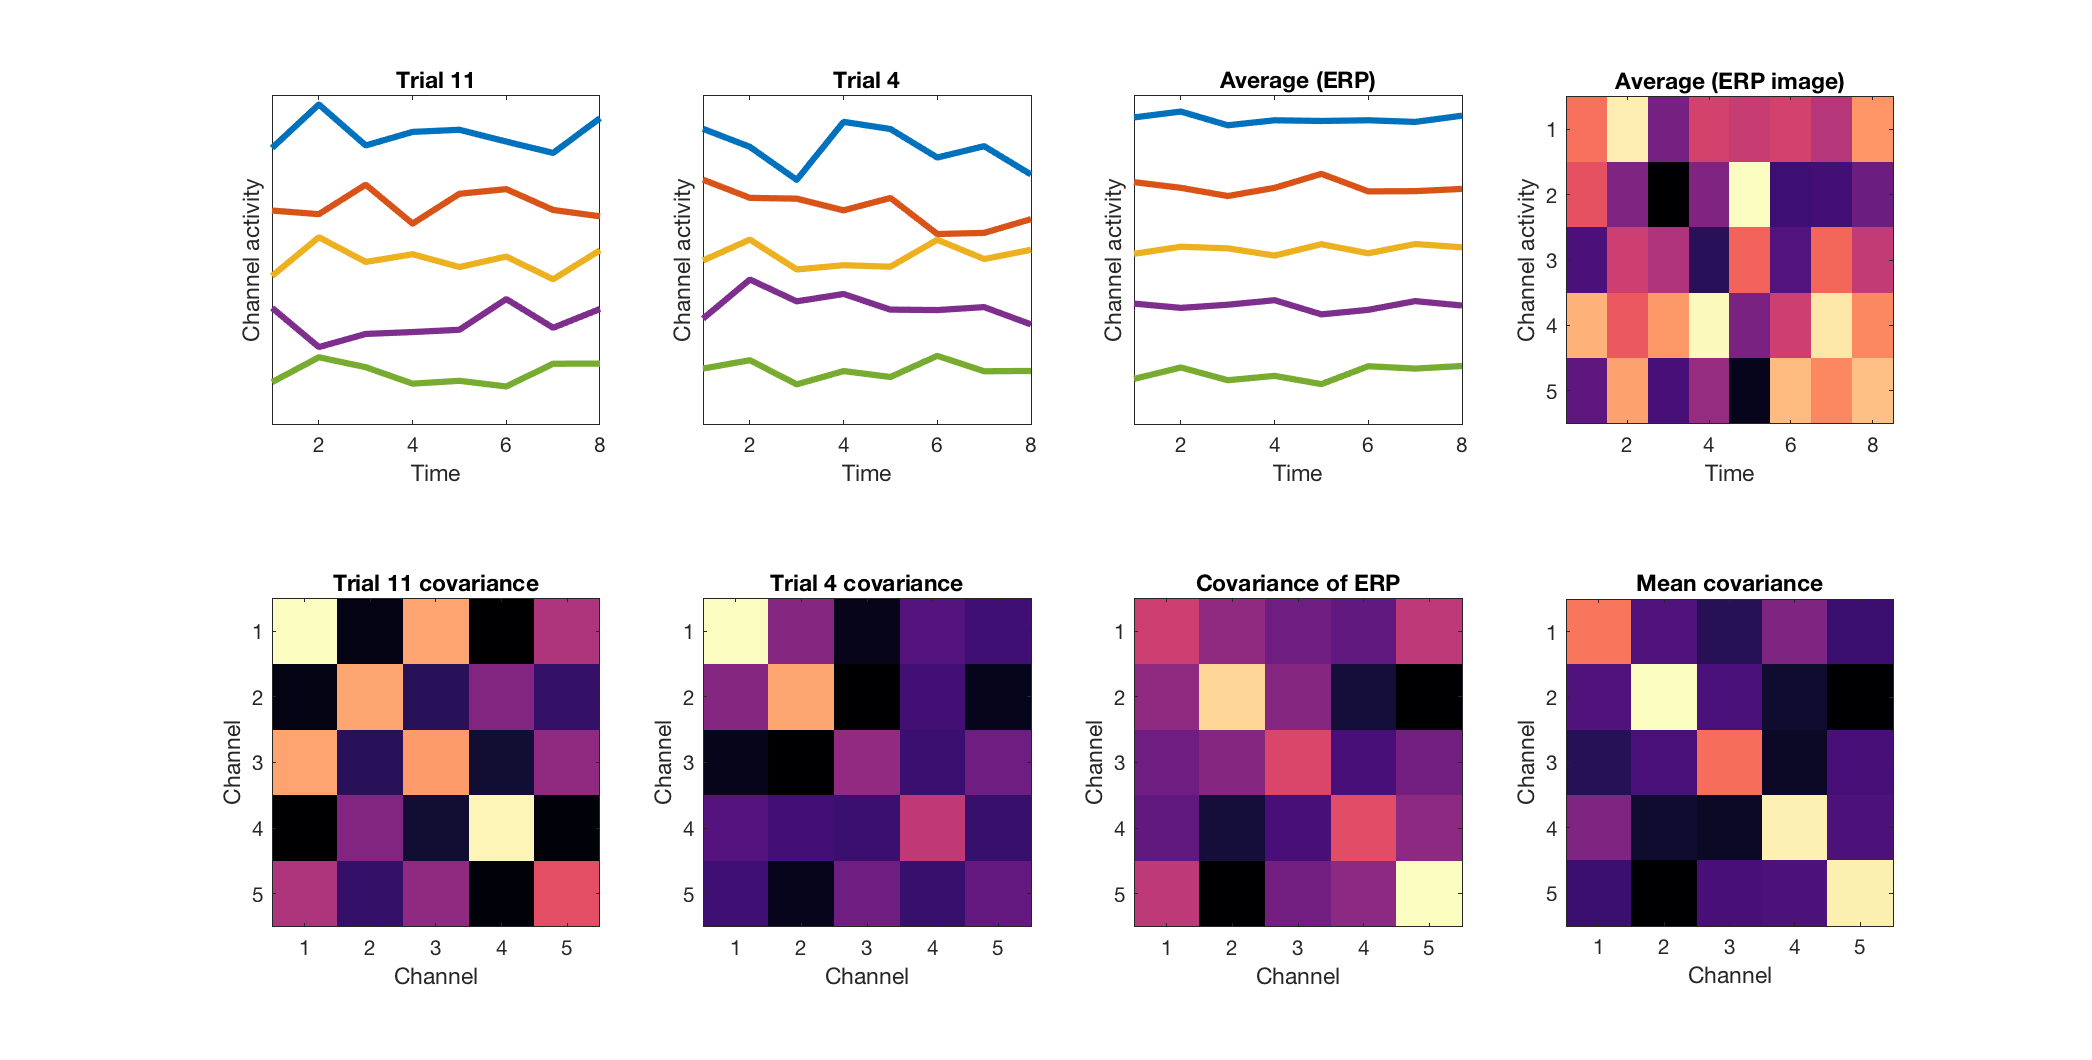 Trial 11
Trial 4
Average (ERP)
Average (ERP image)
Channel activity
Channel activity
Channel activity
Channel activity
1
2
3
4
5
2 4 6 8
2 4 6 8
2 4 6 8
2 4 6 8
Time
Time
Time
Time
Trial 11 covariance
Trial 4 covariance
Covariance of ERP
Mean covariance
Channel
1
2
3
4
5
Channel
1
2
3
4
5
Channel
1
2
3
4
5
Channel
1
2
3
4
5
1 2 3 4 5
1 2 3 4 5
1 2 3 4 5
1 2 3 4 5
Channel
Channel
Channel
Channel